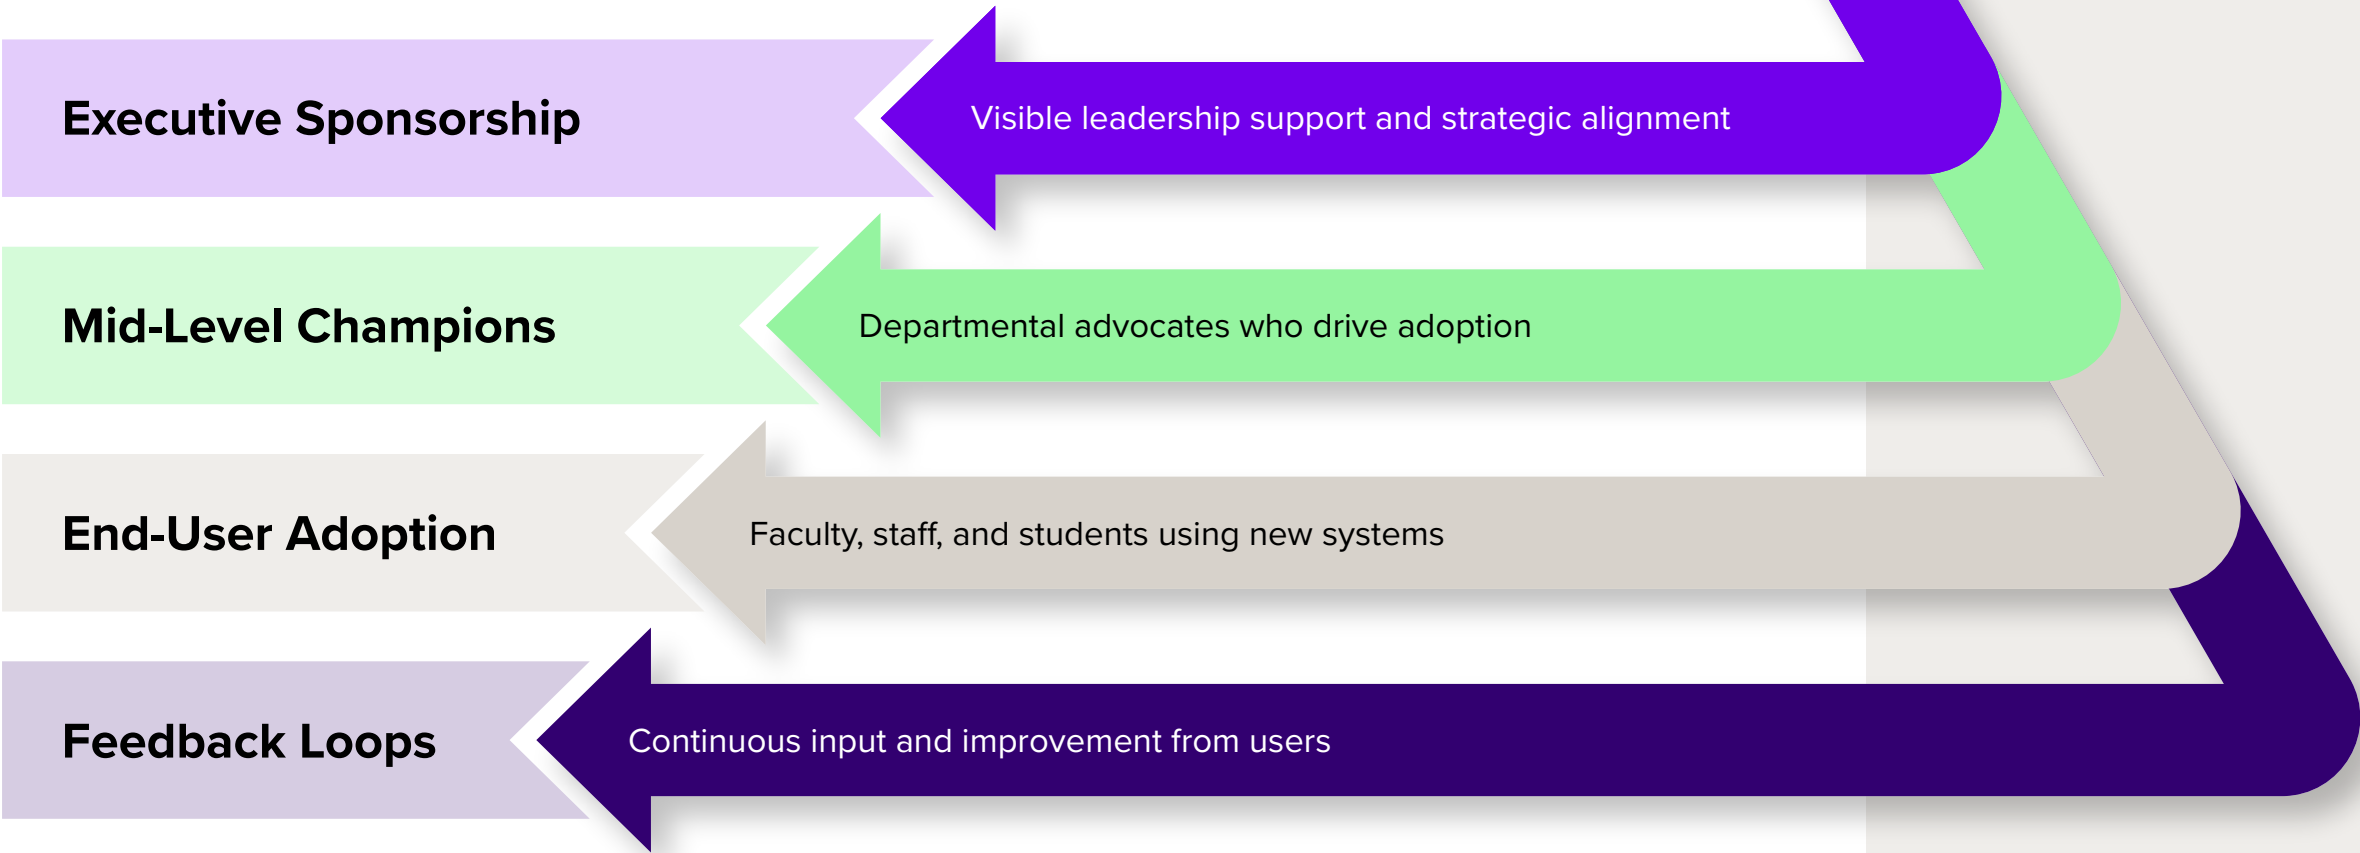 Executive Sponsorship
Visible leadership support and strategic alignment
Mid-Level Champions
Departmental advocates who drive adoption
End-User Adoption
Faculty, staff, and students using new systems
Feedback Loops
Continuous input and improvement from users